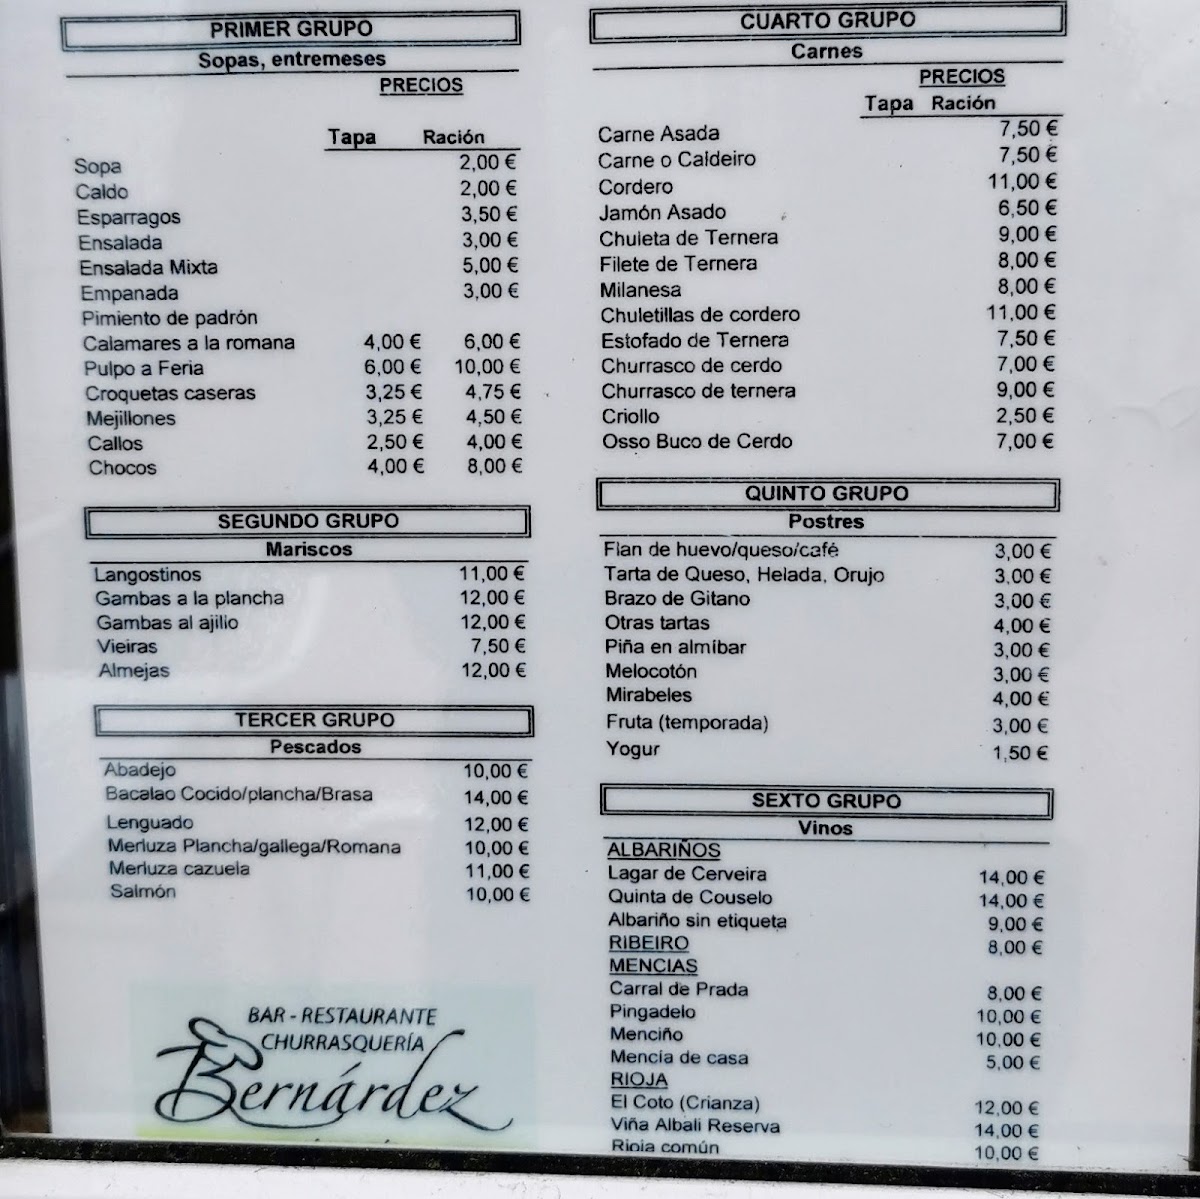 PRIMER GRUPO
Sopas, entremeses
PRECIOS
Tapa Ración
Sopa 2,00 €
Caldo 2,00 €
Esparragos 3,50 €
Ensalada 3,00 €
Ensalada Mixta 5,00 €
Empanada 3,00 €
Pimiento de padrón
Calamares a la romana 4,00 € 6,00 €
Pulpo a Feria 6,00 € 10,00 €
Croquetas caseras 3,25 € 4,75 €
Mejillones 3,25 € 4,50 €
Callos 2,50 € 4,00 €
Chocos 4,00 € 8,00 €
SEGUNDO GRUPO
Mariscos
Langostinos 11,00 €
Gambas a la plancha 12,00 €
Gambas al ajilio 12,00 €
Vieiras 7,50 €
Almejas 12,00 €
TERCER GRUPO
Pescados
Abadejo 10,00 €
Bacalao Cocido/plancha/Brasa 14,00 €
Lenguado 12,00 €
Merluza Plancha/gallega/Romana 10,00 €
Merluza cazuela 11,00 €
Salmón 10,00 €
BAR - RESTAURANTE
CHURRASQUERÍA
Bernárdez
CUARTO GRUPO
Carnes
PRECIOS
Tapa Ración
Carne Asada 7,50 €
Carne o Caldeiro 7,50 €
Cordero 11,00 €
Jamón Asado 6,50 €
Chuleta de Ternera 9,00 €
Filete de Ternera 8,00 €
Milanesa 8,00 €
Chuletillas de cordero 11,00 €
Estofado de Ternera 7,50 €
Churrasco de cerdo 7,00 €
Churrasco de ternera 9,00 €
Criollo 2,50 €
Osso Buco de Cerdo 7,00 €
QUINTO GRUPO
Postres
Flan de huevo/queso/café 3,00 €
Tarta de Queso, Helada, Orujo 3,00 €
Brazo de Gitano 3,00 €
Otras tartas 4,00 €
Piña en almíbar 3,00 €
Melocotón 3,00 €
Mirabeles 4,00 €
Fruta (temporada) 3,00 €
Yogur 1,50 €
SEXTO GRUPO
Vinos
ALBARIÑOS
Lagar de Cerveira 14,00 €
Quinta de Couselo 14,00 €
Albariño sin etiqueta 9,00 €
RIBEIRO 8,00 €
MENCIAS
Carral de Prada 8,00 €
Pingadelo 10,00 €
Menciño 10,00 €
Mencía de casa 5,00 €
RIOJA
El Coto (Crianza) 12,00 €
Viña Albali Reserva 14,00 €
Rioja común 10,00 €